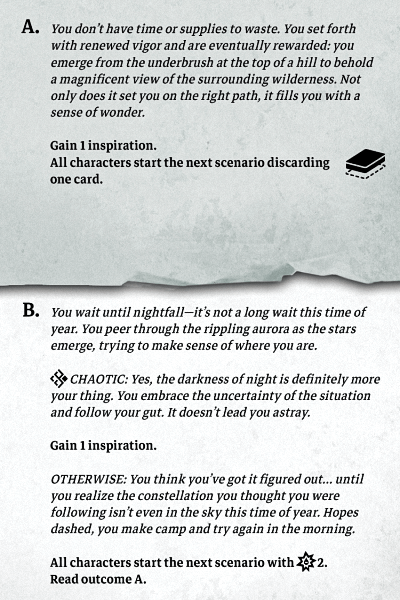 A. You don't have time or supplies to waste. You set forth
with renewed vigor and are eventually rewarded: you
emerge from the underbrush at the top of a hill to behold
a magnificent view of the surrounding wilderness. Not
only does it set you on the right path, it fills you with a
sense of wonder.
Gain 1 inspiration.
All characters start the next scenario discarding
one card.
B. You wait until nightfall—it's not a long wait this time of
year. You peer through the rippling aurora as the stars
emerge, trying to make sense of where you are.
CHAOTIC: Yes, the darkness of night is definitely more
your thing. You embrace the uncertainty of the situation
and follow your gut. It doesn't lead you astray.
Gain 1 inspiration.
OTHERWISE: You think you've got it figured out... until
you realize the constellation you thought you were
following isn't even in the sky this time of year. Hopes
dashed, you make camp and try again in the morning.
All characters start the next scenario with 2.
Read outcome A.